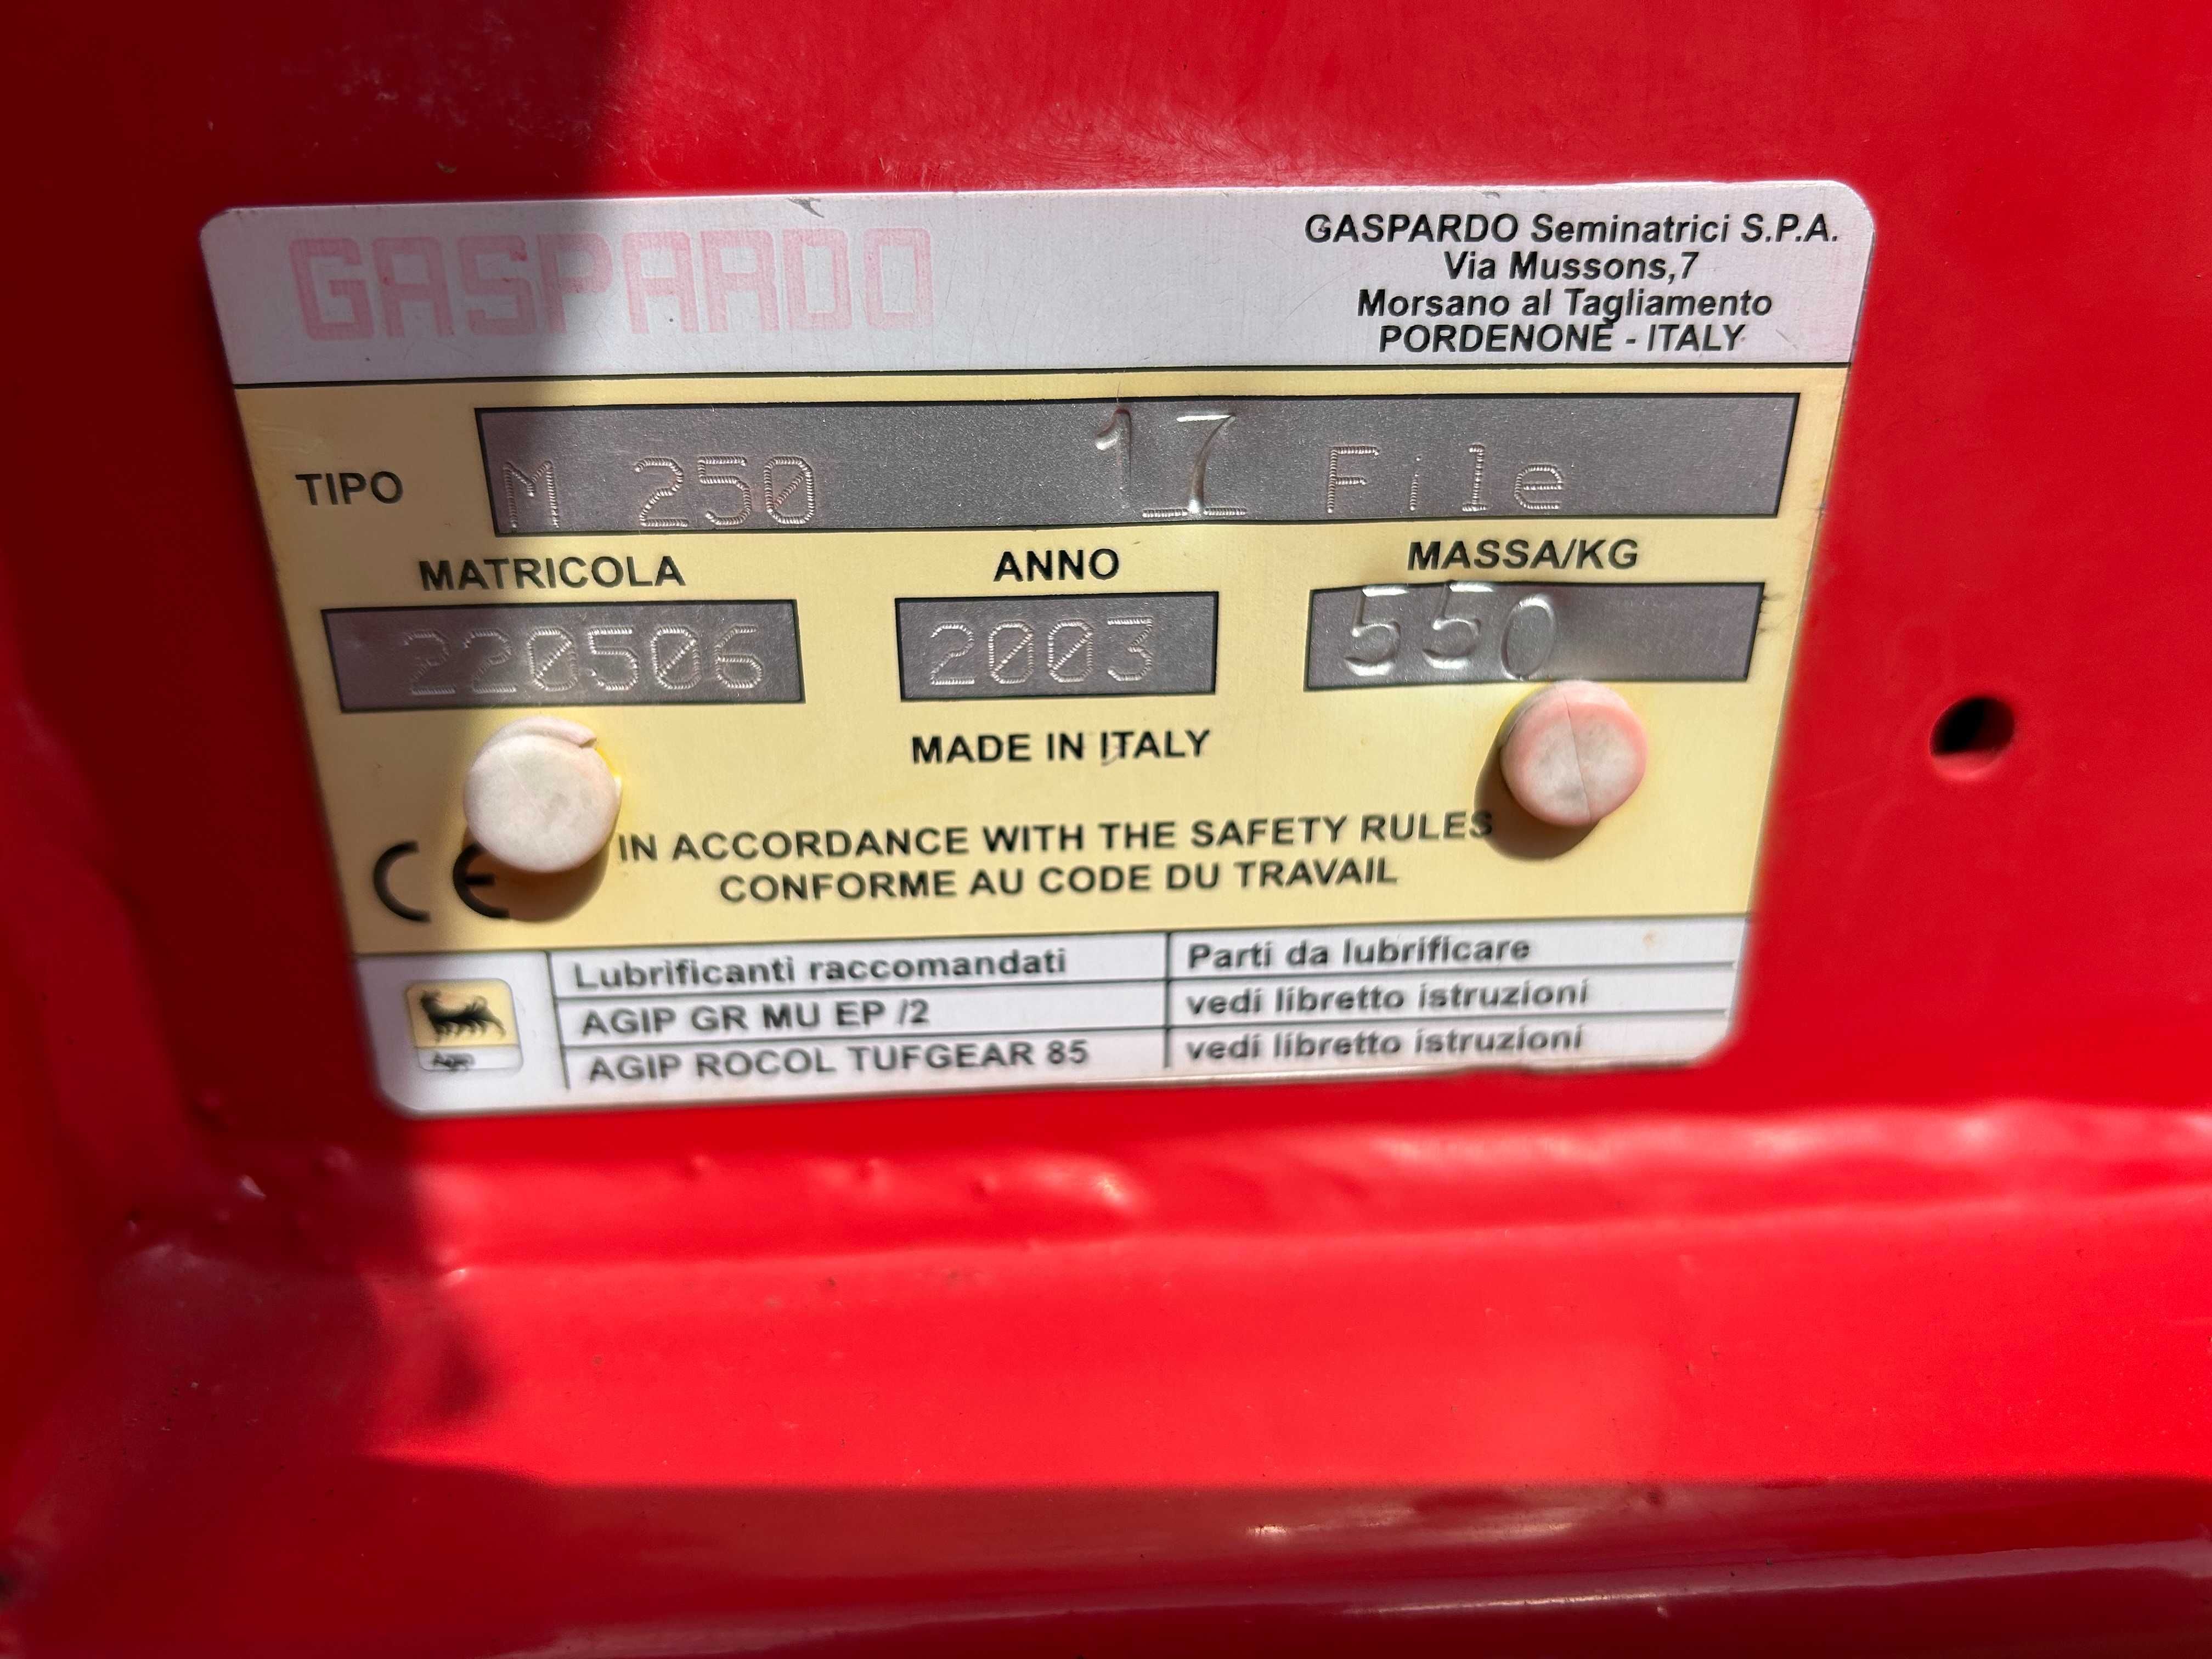 GASPARDO
GASPARDO Seminatrici S.P.A.
Via Mussons,7
Morsano al Tagliamento
PORDENONE - ITALY
TIPO M 250 17 File
MATRICOLA ANNO MASSA/KG
220506 2003 550
MADE IN ITALY
CE IN ACCORDANCE WITH THE SAFETY RULES
CONFORME AU CODE DU TRAVAIL
Lubrificanti raccomandati Parti da lubrificare
AGIP GR MU EP /2 vedi libretto istruzioni
Agip AGIP ROCOL TUFGEAR 85 vedi libretto istruzioni